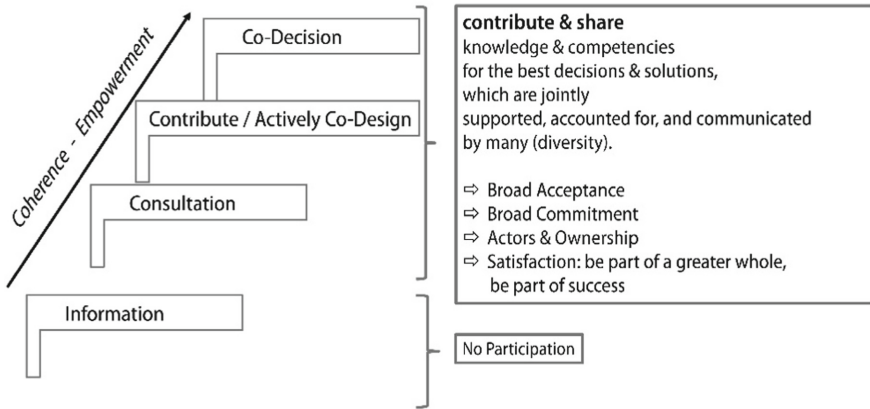 Coherence - Empowerment
Co-Decision
Contribute / Actively Co-Design
Consultation
Information
contribute & share
knowledge & competencies
for the best decisions & solutions,
which are jointly
supported, accounted for, and communicated
by many (diversity).
⇨ Broad Acceptance
⇨ Broad Commitment
⇨ Actors & Ownership
⇨ Satisfaction: be part of a greater whole,
be part of success
No Participation